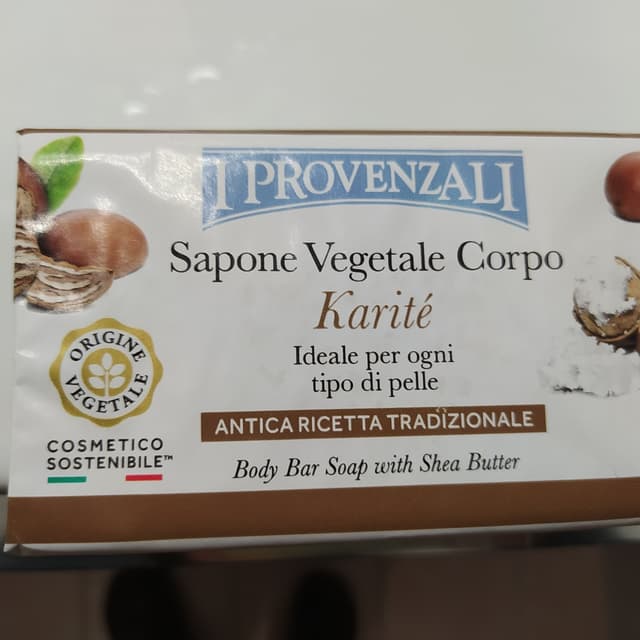 I PROVENZALI
Sapone Vegetale Corpo
Karité
Ideale per ogni
tipo di pelle
ANTICA RICETTA TRADIZIONALE
Body Bar Soap with Shea Butter
ORIGINE
VEGETALE
COSMETICO
SOSTENIBILE™